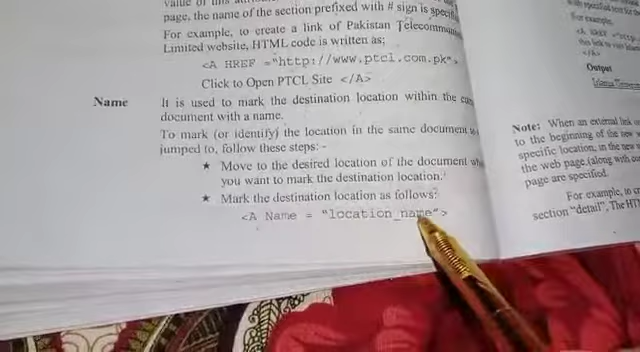 value of this
page, the name of the section prefixed with # sign is
For example, to create a link of Pakistan
Limited website, HTML code is written as;
<A HREF ="http://www.ptcl.com.pk">
Click to Open PTCL Site </A>
Name
It is used to mark the destination location within the
document with a name.
To mark (or identify) the location in the same document
jumped to, follow these steps: -
★ Move to the desired location of the document
you want to mark the destination location.
★ Mark the destination location as follows:
<A Name = "location_name">
For example,
</A>
Output
Note: When an external link
to the beginning of the new
specific location, in the new
the web page (along with
page are specified.
For example, to
section "detail", The